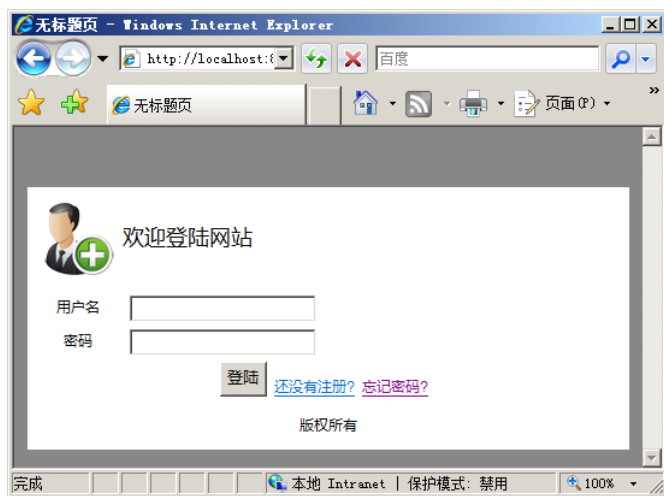 无标题页 - Windows Internet Explorer
http://localhost:
百度
无标题页
页面(P)
欢迎登陆网站
用户名
密码
登陆 还没有注册? 忘记密码?
版权所有
完成 本地 Intranet | 保护模式: 禁用 100%